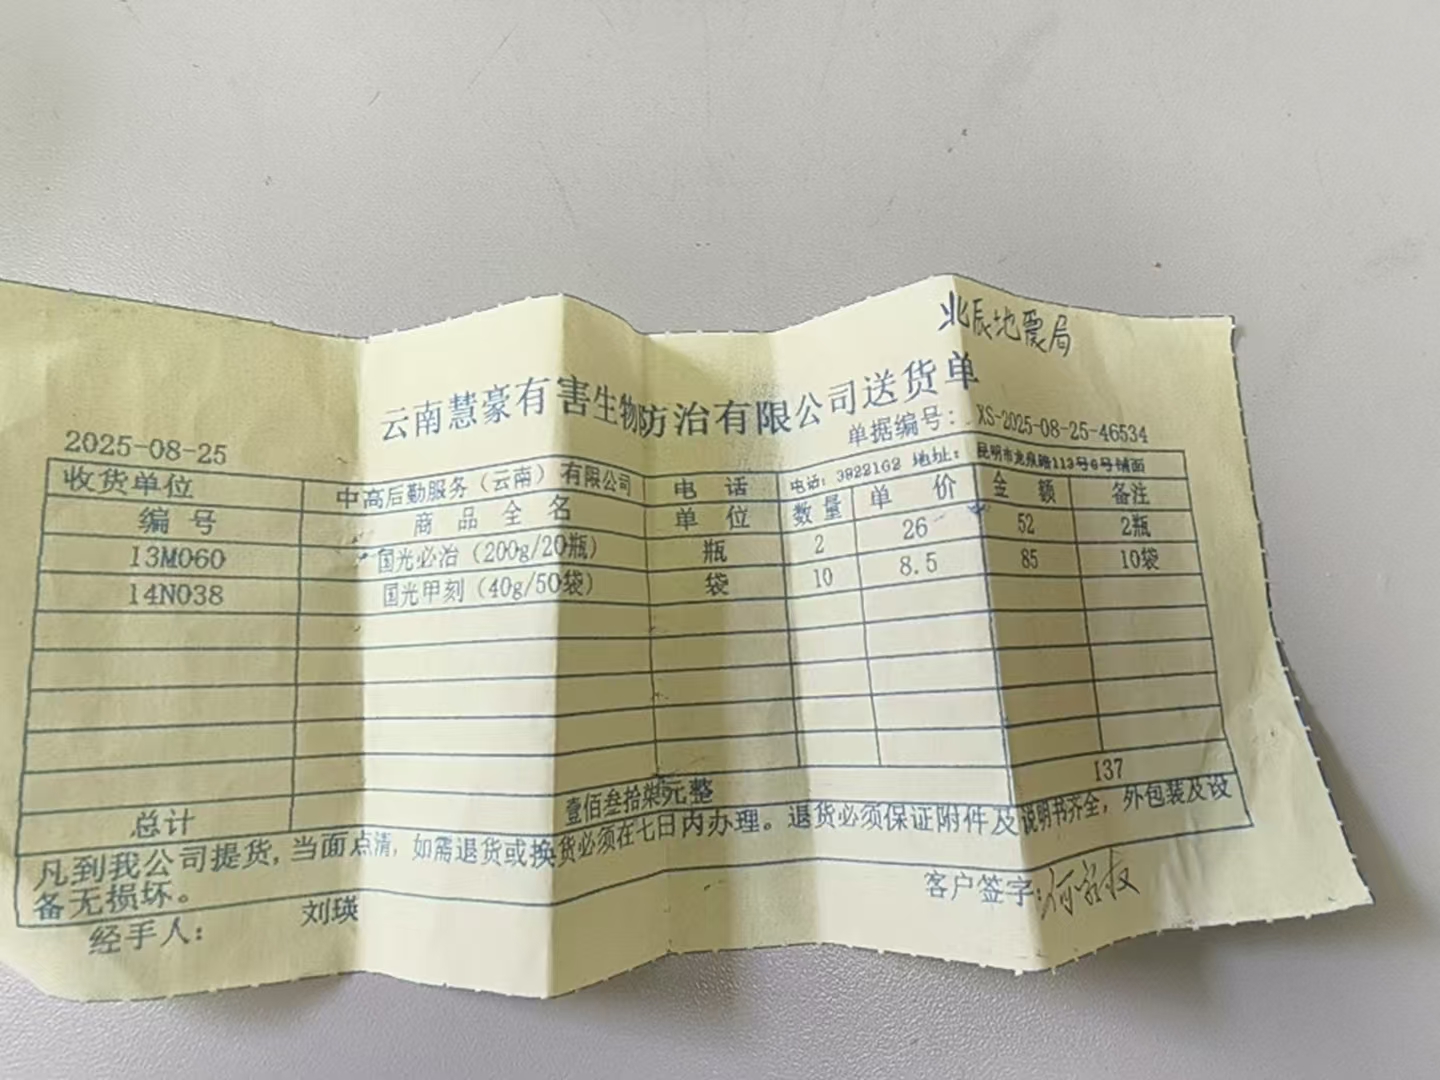 北辰地震局
云南慧豪有害生物防治有限公司送货单
2025-08-25 单据编号: XS-2025-08-25-46534
收货单位 中高后勤服务（云南）有限公司 电 话 电话: 3822162 地址: 昆明市龙泉路113号6号铺面
编 号 商 品 全 名 单 位 数 量 单 价 金 额 备注
13M060 国光必治（200g/20瓶） 瓶 2 26 52 2瓶
14N038 国光甲刻（40g/50袋） 袋 10 8.5 85 10袋
总计 壹佰叁拾柒元整 137
凡到我公司提货, 当面点清, 如需退货或换货必须在七日内办理。退货必须保证附件及说明书齐全, 外包装及设
备无损坏。
经手人: 刘瑛 客户签字: